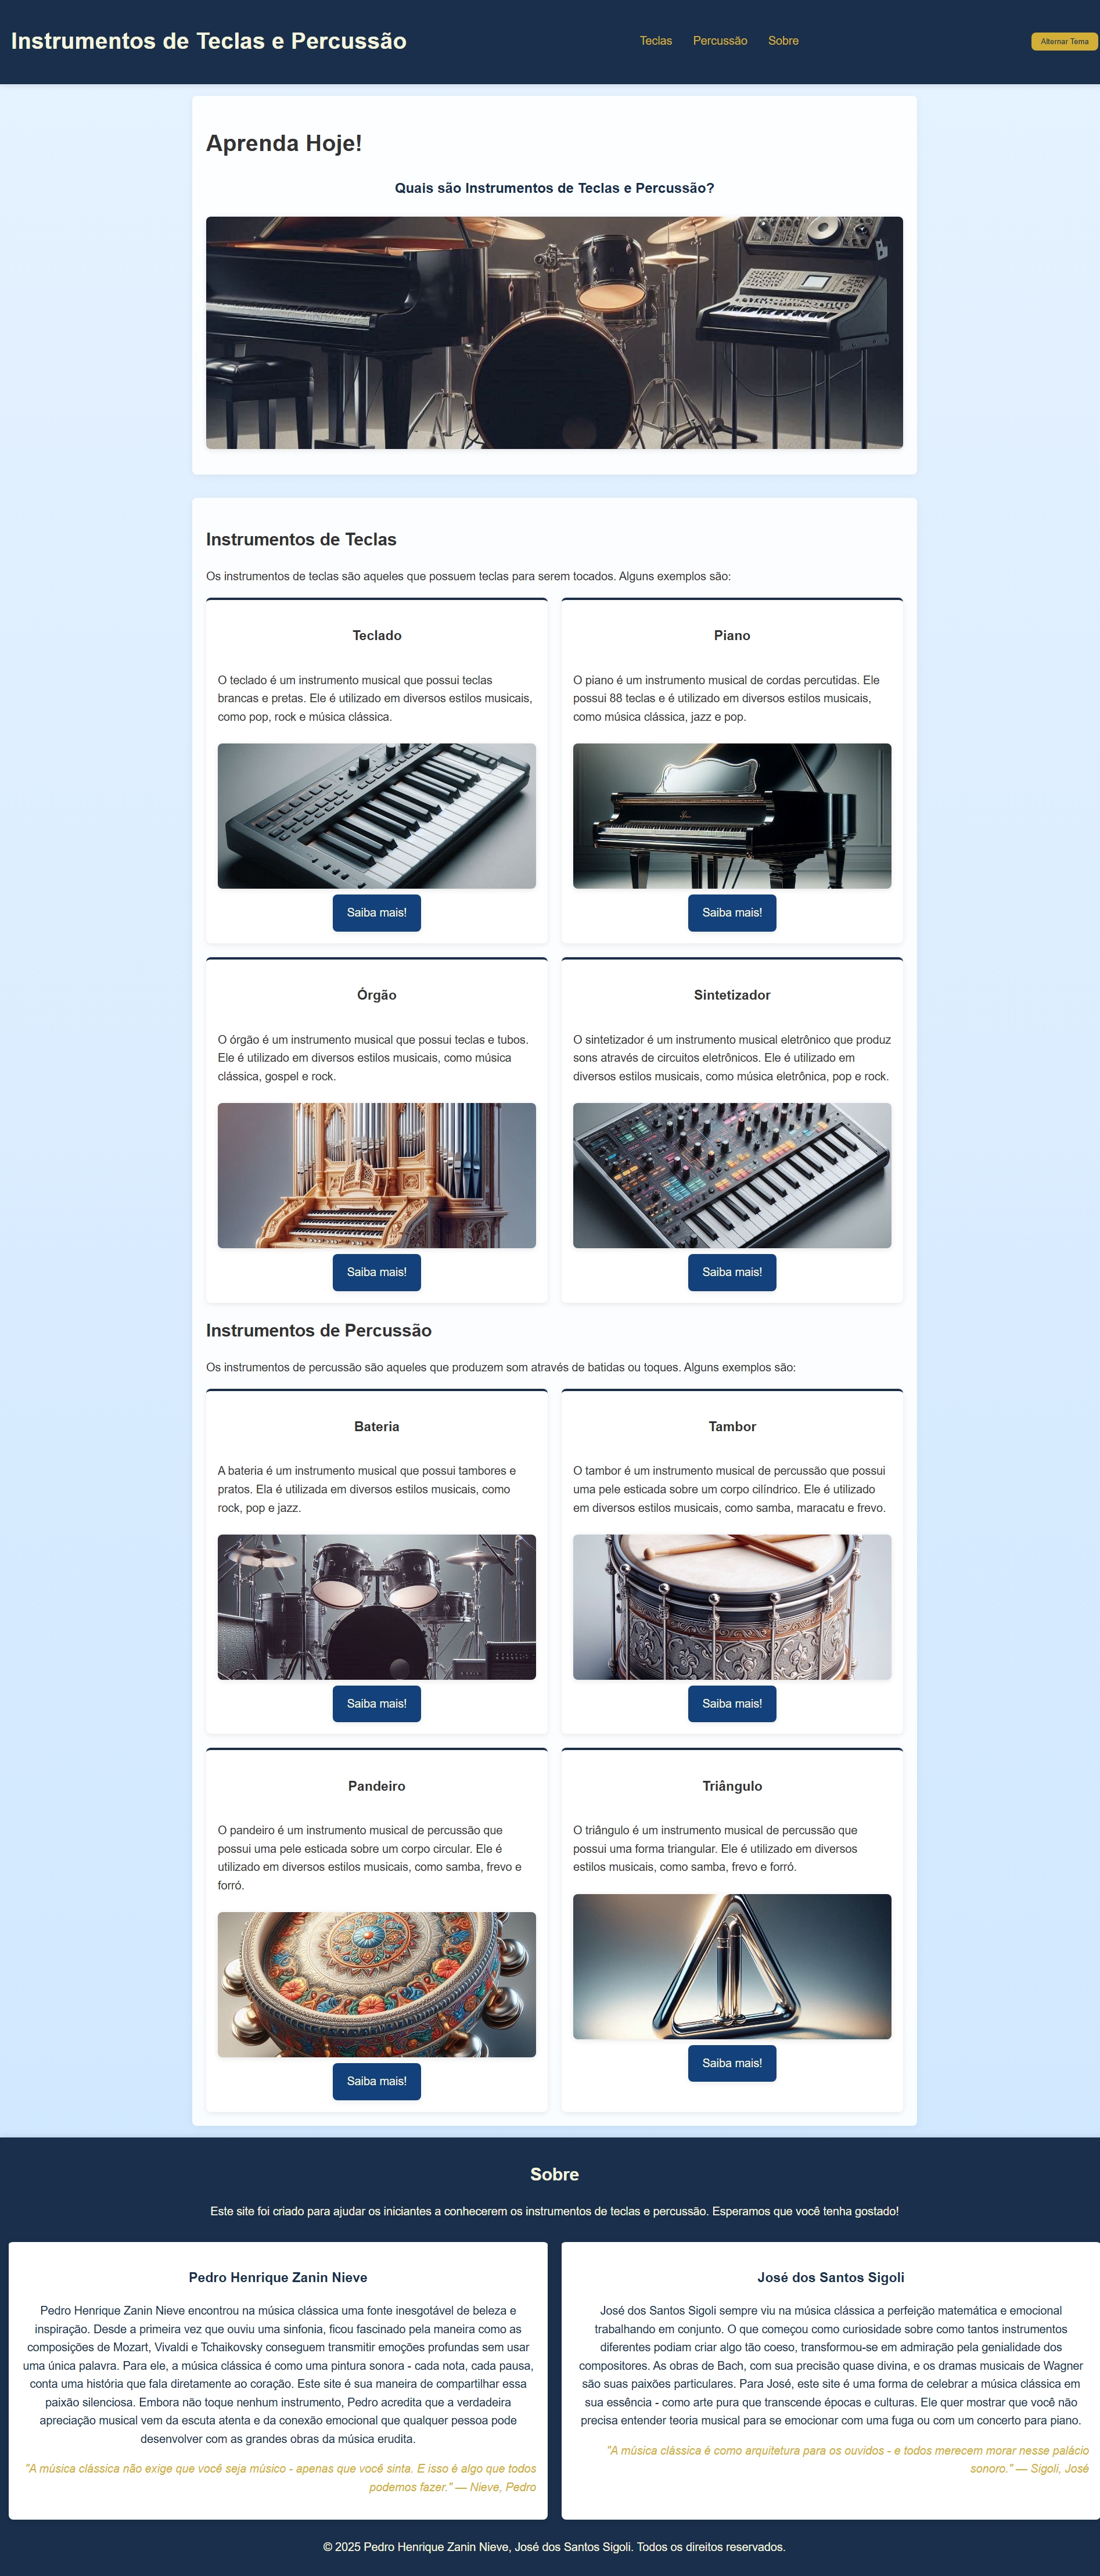 Instrumentos de Teclas e Percussão
Teclas
Percussão
Sobre
Alternar Tema
Aprenda Hoje!
Quais são Instrumentos de Teclas e Percussão?
Instrumentos de Teclas
Os instrumentos de teclas são aqueles que possuem teclas para serem tocados. Alguns exemplos são:
Teclado
O teclado é um instrumento musical que possui teclas
brancas e pretas. Ele é utilizado em diversos estilos musicais,
como pop, rock e música clássica.
Saiba mais!
Piano
O piano é um instrumento musical de cordas percutidas. Ele
possui 88 teclas e é utilizado em diversos estilos musicais,
como música clássica, jazz e pop.
Saiba mais!
Órgão
O órgão é um instrumento musical que possui teclas e tubos.
Ele é utilizado em diversos estilos musicais, como música
clássica, gospel e rock.
Saiba mais!
Sintetizador
O sintetizador é um instrumento musical eletrônico que produz
sons através de circuitos eletrônicos. Ele é utilizado em
diversos estilos musicais, como música eletrônica, pop e rock.
Saiba mais!
Instrumentos de Percussão
Os instrumentos de percussão são aqueles que produzem som através de batidas ou toques. Alguns exemplos são:
Bateria
A bateria é um instrumento musical que possui tambores e
pratos. Ela é utilizada em diversos estilos musicais, como
rock, pop e jazz.
Saiba mais!
Tambor
O tambor é um instrumento musical de percussão que possui
uma pele esticada sobre um corpo cilíndrico. Ele é utilizado
em diversos estilos musicais, como samba, maracatu e frevo.
Saiba mais!
Pandeiro
O pandeiro é um instrumento musical de percussão que
possui uma pele esticada sobre um corpo circular. Ele é
utilizado em diversos estilos musicais, como samba, frevo e
forró.
Saiba mais!
Triângulo
O triângulo é um instrumento musical de percussão que
possui uma forma triangular. Ele é utilizado em diversos
estilos musicais, como samba, frevo e forró.
Saiba mais!
Sobre
Este site foi criado para ajudar os iniciantes a conhecerem os instrumentos de teclas e percussão. Esperamos que você tenha gostado!
Pedro Henrique Zanin Nieve
Pedro Henrique Zanin Nieve encontrou na música clássica uma fonte inesgotável de beleza e
inspiração. Desde a primeira vez que ouviu uma sinfonia, ficou fascinado pela maneira como as
composições de Mozart, Vivaldi e Tchaikovsky conseguem transmitir emoções profundas sem usar
uma única palavra. Para ele, a música clássica é como uma pintura sonora - cada nota, cada pausa,
conta uma história que fala diretamente ao coração. Este site é sua maneira de compartilhar essa
paixão silenciosa. Embora não toque nenhum instrumento, Pedro acredita que a verdadeira
apreciação musical vem da escuta atenta e da conexão emocional que qualquer pessoa pode
desenvolver com as grandes obras da música erudita.
"A música clássica não exige que você seja músico - apenas que você sinta. E isso é algo que todos
podemos fazer." — Nieve, Pedro
José dos Santos Sigoli
José dos Santos Sigoli sempre viu na música clássica a perfeição matemática e emocional
trabalhando em conjunto. O que começou como curiosidade sobre como tantos instrumentos
diferentes podiam criar algo tão coeso, transformou-se em admiração pela genialidade dos
compositores. As obras de Bach, com sua precisão quase divina, e os dramas musicais de Wagner
são suas paixões particulares. Para José, este site é uma forma de celebrar a música clássica em
sua essência - como arte pura que transcende épocas e culturas. Ele quer mostrar que você não
precisa entender teoria musical para se emocionar com uma fuga ou com um concerto para piano.
"A música clássica é como arquitetura para os ouvidos - e todos merecem morar nesse palácio
sonoro." — Sigoli, José
© 2025 Pedro Henrique Zanin Nieve, José dos Santos Sigoli. Todos os direitos reservados.